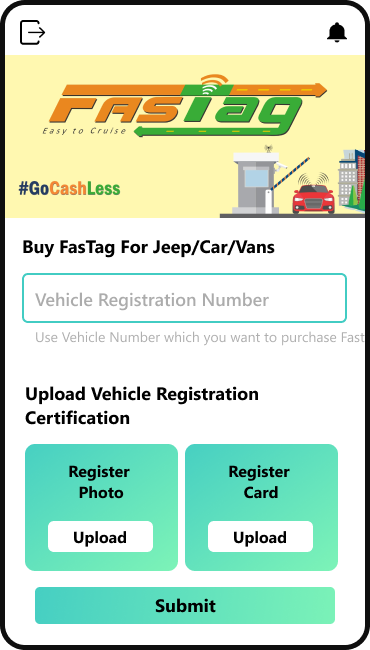 FASTag
Easy to Cruise
#GoCashLess
Buy FasTag For Jeep/Car/Vans
Vehicle Registration Number
Use Vehicle Number which you want to purchase Fast
Upload Vehicle Registration
Certification
Register
Photo
Register
Card
Upload
Upload
Submit